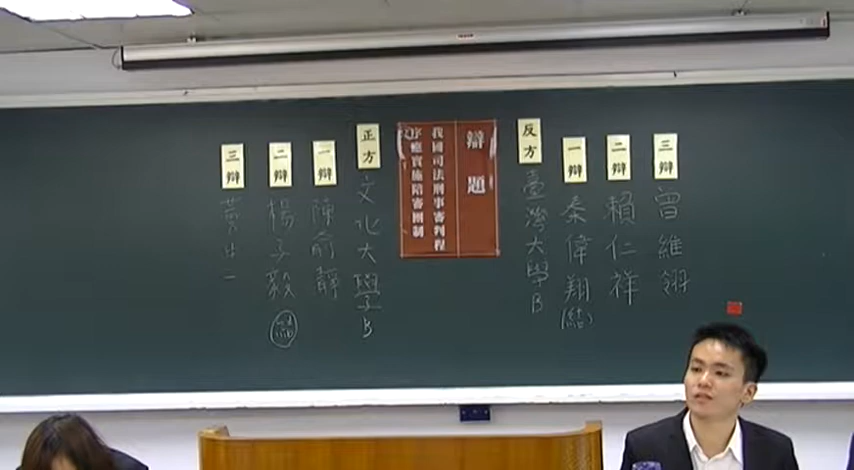 辯題
我國司法刑事審判程
序應實施陪審團制
反方
臺灣大學B
一辯
秦偉翔(結)
二辯
賴仁祥
三辯
曾維翎
正方
文化大學B
一辯
陳俞靜
二辯
楊子毅
三辯